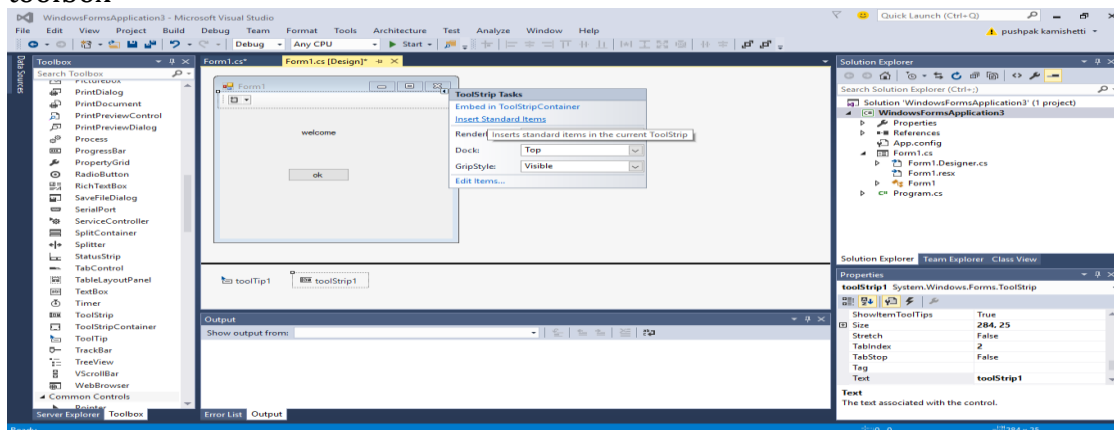 toolbox
WindowsFormsApplication3 - Microsoft Visual Studio
Quick Launch (Ctrl+Q)
File Edit View Project Build Debug Team Format Tools Architecture Test Analyze Window Help
pushpak kamishetti
Debug Any CPU Start
Data Sources
Toolbox
Search Toolbox
PictureBox
PrintDialog
PrintDocument
PrintPreviewControl
PrintPreviewDialog
Process
ProgressBar
PropertyGrid
RadioButton
RichTextBox
SaveFileDialog
SerialPort
ServiceController
SplitContainer
Splitter
StatusStrip
TabControl
TableLayoutPanel
TextBox
Timer
ToolStrip
ToolStripContainer
ToolTip
TrackBar
TreeView
VScrollBar
WebBrowser
Common Controls
Pointer
Server Explorer Toolbox
Form1.cs* Form1.cs [Design]*
Form1
welcome
ok
ToolStrip Tasks
Embed in ToolStripContainer
Insert Standard Items
Inserts standard items in the current ToolStrip
Dock: Top
GripStyle: Visible
Edit Items...
toolTip1 toolStrip1
Output
Show output from:
Error List Output
Solution Explorer
Search Solution Explorer (Ctrl+;)
Solution 'WindowsFormsApplication3' (1 project)
C# WindowsFormsApplication3
Properties
References
App.config
Form1.cs
Form1.Designer.cs
Form1.resx
Form1
C# Program.cs
Solution Explorer Team Explorer Class View
Properties
toolStrip1 System.Windows.Forms.ToolStrip
ShowItemToolTips True
Size 284, 25
Stretch False
TabIndex 2
TabStop False
Tag
Text toolStrip1
Text
The text associated with the control.